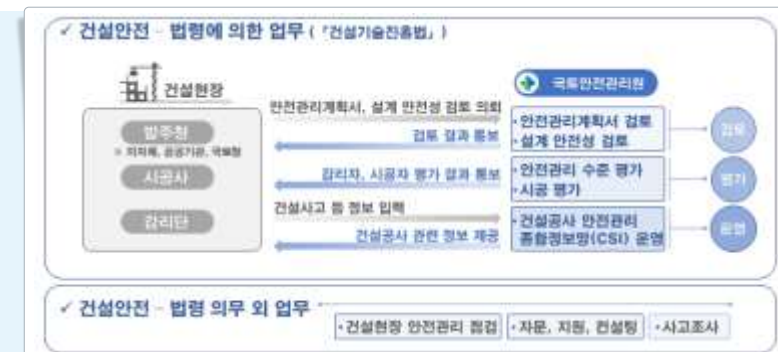 ✓ 건설안전 - 법령에 의한 업무 (「건설기술진흥법」)
건설현장
국토안전관리원
안전관리계획서, 설계 안전성 검토 의뢰
발주청
검토 결과 통보
• 안전관리계획서 검토
• 설계 안전성 검토
검토
※ 지자체, 공공기관, 국토청
시공사
감리자, 시공자 평가 결과 통보
• 안전관리 수준 평가
• 시공 평가
평가
건설사고 등 정보 입력
감리단
건설공사 관련 정보 제공
• 건설공사 안전관리
종합정보망(CSI) 운영
운영
✓ 건설안전 - 법령 의무 외 업무
• 건설현장 안전관리 점검
• 자문, 지원, 컨설팅
• 사고조사